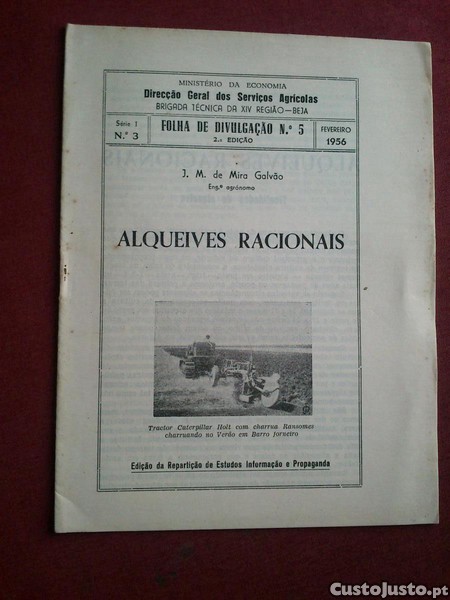 MINISTÉRIO DA ECONOMIA
Direcção Geral dos Serviços Agrícolas
BRIGADA TÉCNICA DA XIV REGIÃO—BEJA
Série I
N.º 3
FOLHA DE DIVULGAÇÃO N.º 5
2.ª EDIÇÃO
FEVEREIRO
1956
J. M. de Mira Galvão
Eng.º agrónomo
ALQUEIVES RACIONAIS
Tractor Caterpillar Holt com charrua Ransomes
charruando no Verão em Barro forneiro
Edição da Repartição de Estudos Informação e Propaganda
CustoJusto.pt